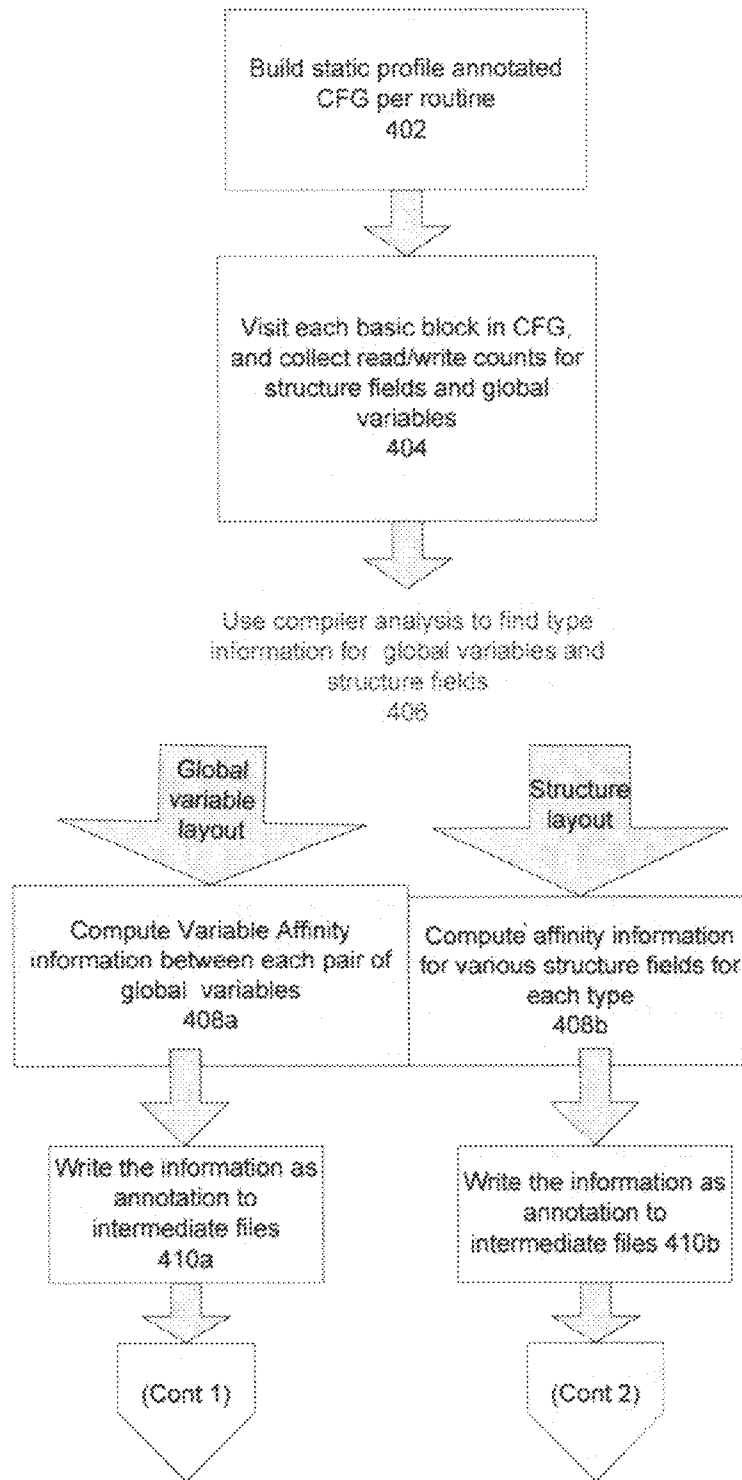 Build static profile annotated
CFG per routine
402
Visit each basic block in CFG,
and collect read/write counts for
structure fields and global
variables
404
Use compiler analysis to find type
information for global variables and
structure fields
406
Global
variable
layout
Structure
layout
Compute Variable Affinity
information between each pair of
global variables
408a
Compute affinity information
for various structure fields for
each type
408b
Write the information as
annotation to
intermediate files
410a
Write the information as
annotation to
intermediate files 410b
(Cont 1)
(Cont 2)